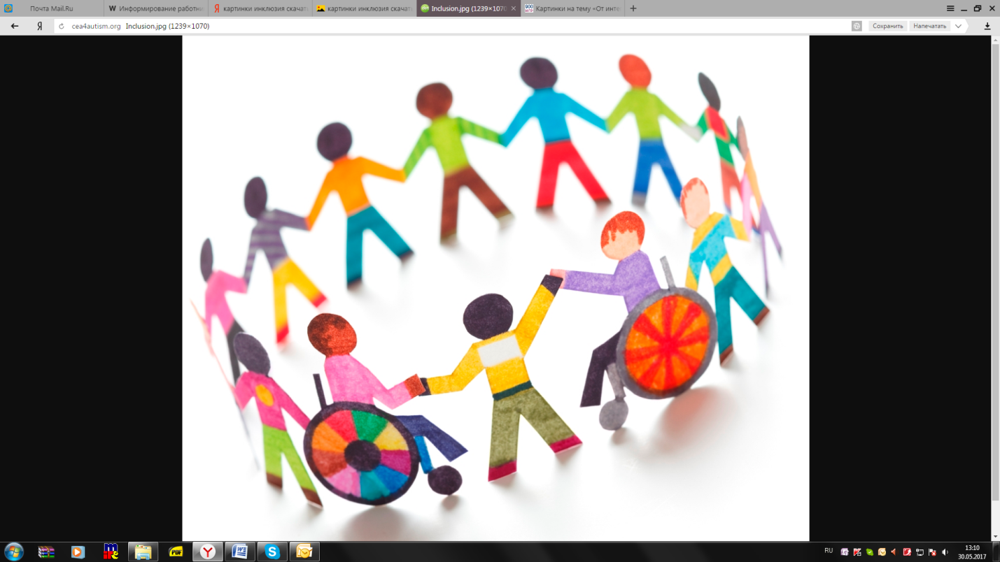 Почта Mail.Ru
Информирование работни
картинки инклюзия скачат
картинки инклюзия скачат
Inclusion.jpg (1239×1070
Картинки на тему «От инте
cea4autism.org Inclusion.jpg (1239×1070)
Сохранить
Напечатать
PDF
RU
13:10
30.05.2017